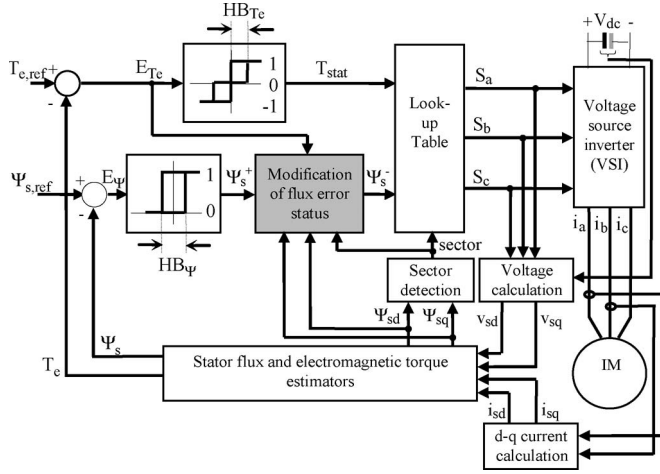 HB_Te
+ V_dc -
T_e,ref
+
-
E_Te
1
0
-1
T_stat
Look-
up
Table
S_a
S_b
S_c
Voltage
source
inverter
(VSI)
Ψ_s,ref
+
-
E_Ψ
1
0
Ψ_s^+
Modification
of flux error
status
Ψ_s^-
HB_Ψ
i_a i_b i_c
sector
Sector
detection
Voltage
calculation
Ψ_sd Ψ_sq
v_sd v_sq
Ψ_s
T_e
Stator flux and electromagnetic torque
estimators
IM
i_sd i_sq
d-q current
calculation